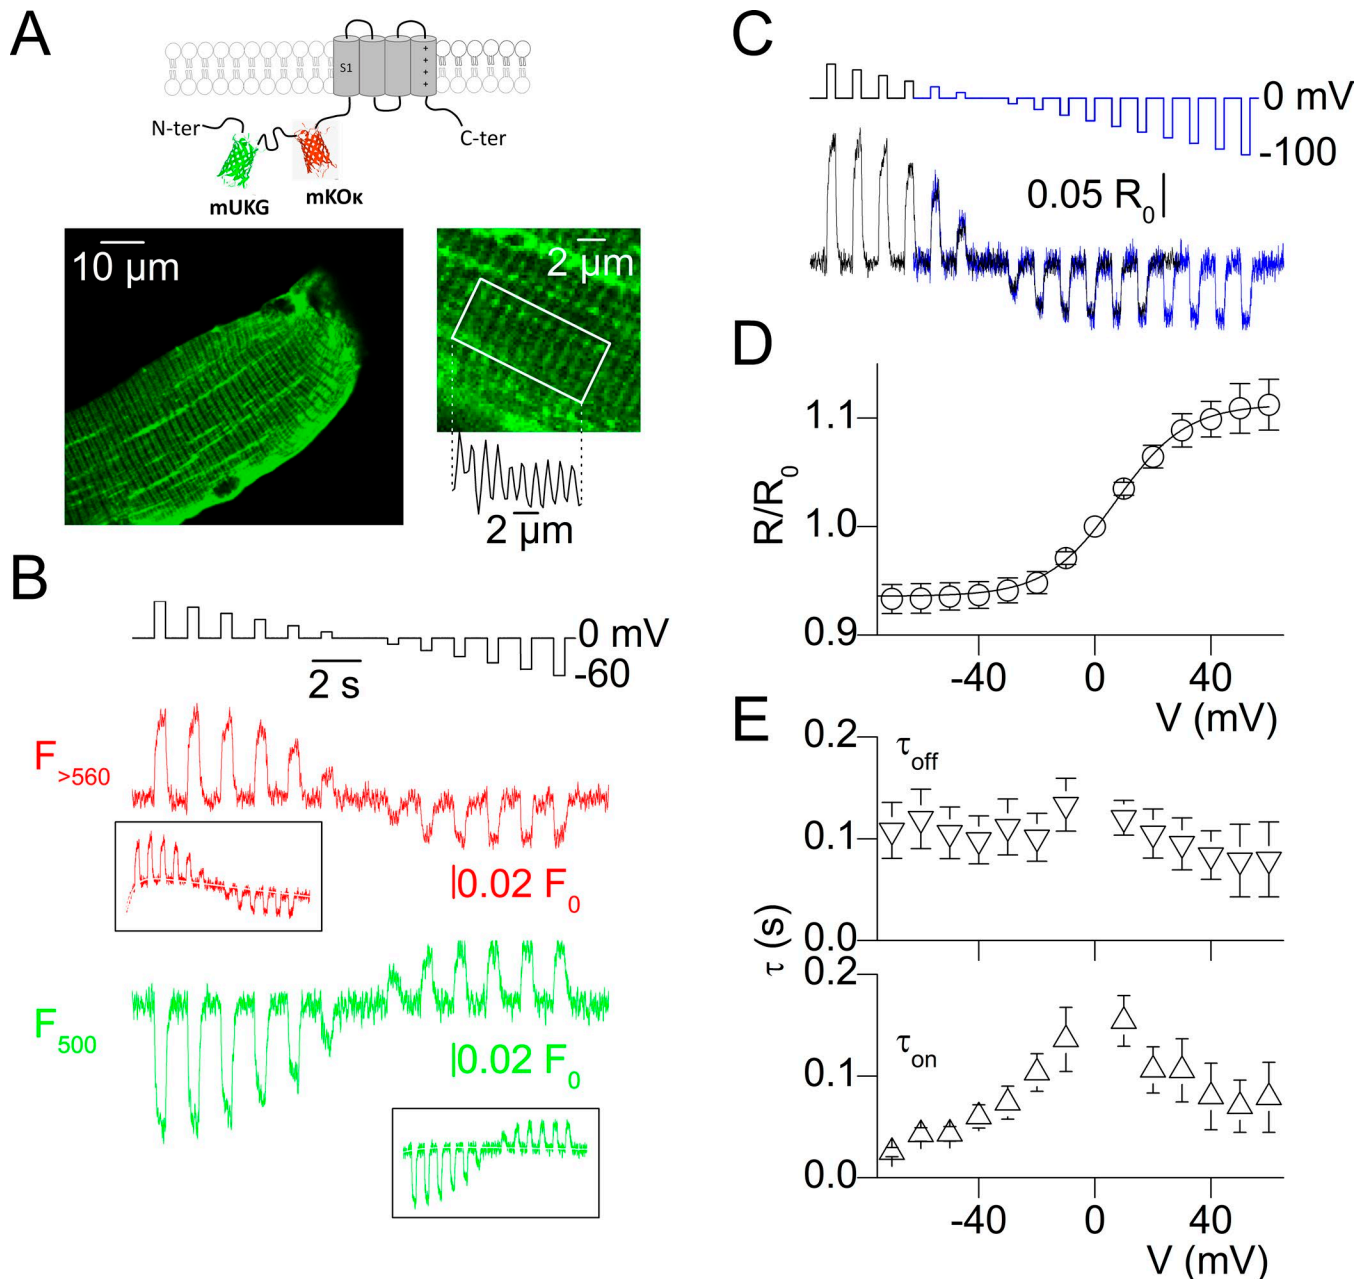 A
S1
+
+
+
+
N-ter
C-ter
mUKG
mKOκ
10 µm
2 µm
2 µm
B
0 mV
-60
2 s
F>560
0.02 F0
F500
0.02 F0
C
0 mV
-100
0.05 R0
D
R/R0
1.1
1.0
0.9
-40
0
40
V (mV)
E
τ (s)
0.2
τoff
0.1
0.0
0.2
τon
0.1
0.0
-40
0
40
V (mV)